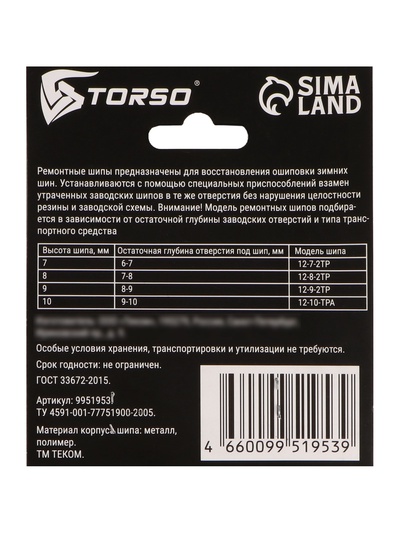 TORSO®
SIMA
LAND
Ремонтные шипы предназначены для восстановления ошиповки зимних
шин. Устанавливаются с помощью специальных приспособлений взамен
утраченных заводских шипов в те же отверстия без нарушения целостности
резины и заводской схемы. Внимание! Модель ремонтных шипов подбира-
ется в зависимости от остаточной глубины заводских отверстий и типа транс-
портного средства
Высота шипа, мм Остаточная глубина отверстия под шип, мм Модель шипа
7 6-7 12-7-2TP
8 7-8 12-8-2TP
9 8-9 12-9-2TP
10 9-10 12-10-TPA
Особые условия хранения, транспортировки и утилизации не требуются.
Срок годности: не ограничен.
ГОСТ 33672-2015.
Артикул: 9951953
ТУ 4591-001-77751900-2005.
Материал корпуса шипа: металл,
полимер.
ТМ ТЕКОМ.
4 660099 519539